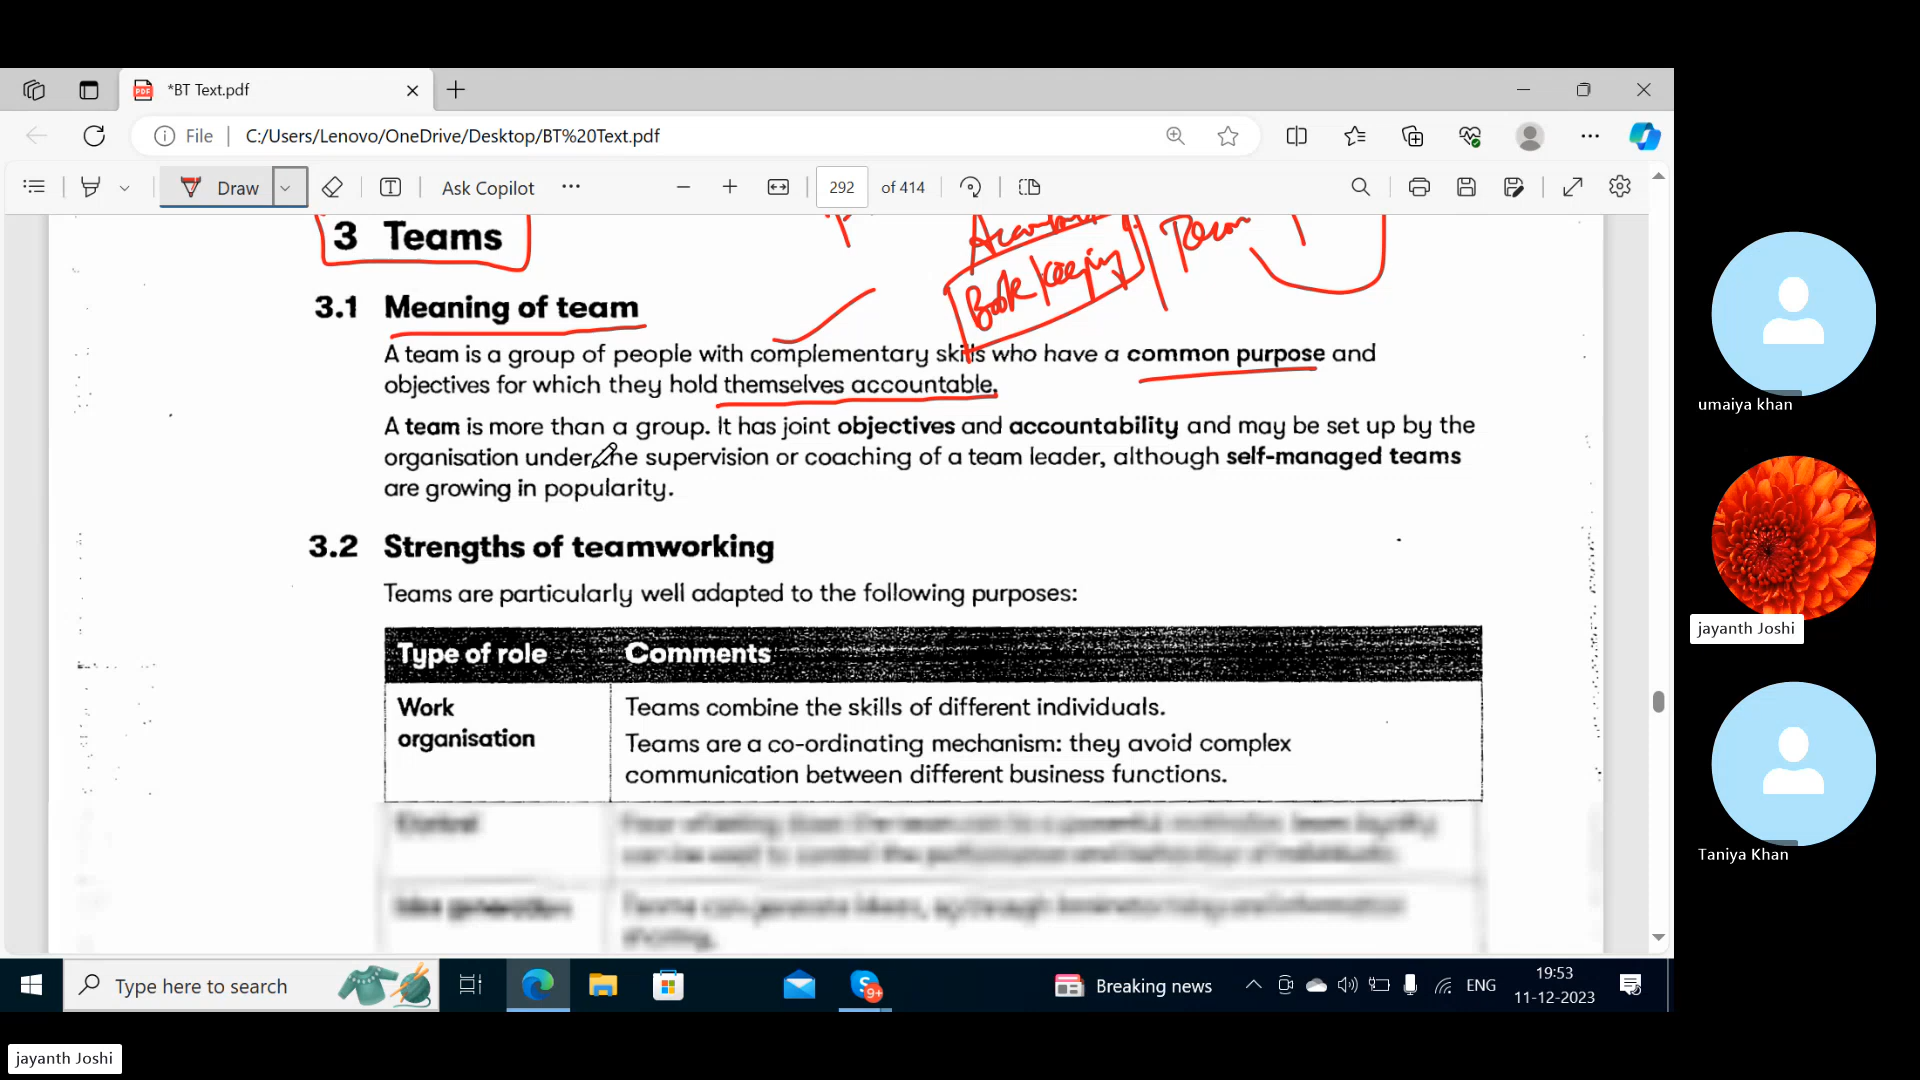 *BT Text.pdf
File
C:/Users/Lenovo/OneDrive/Desktop/BT%20Text.pdf
Draw
Ask Copilot
292 of 414
3 Teams
Book keeping
Team
3.1 Meaning of team
A team is a group of people with complementary skills who have a common purpose and
objectives for which they hold themselves accountable.
A team is more than a group. It has joint objectives and accountability and may be set up by the
organisation under the supervision or coaching of a team leader, although self-managed teams
are growing in popularity.
3.2 Strengths of teamworking
Teams are particularly well adapted to the following purposes:
Type of role Comments
Work organisation
Teams combine the skills of different individuals.
Teams are a co-ordinating mechanism: they avoid complex
communication between different business functions.
umaiya khan
jayanth Joshi
Taniya Khan
Type here to search
9+
Breaking news
ENG
19:53
11-12-2023
jayanth Joshi